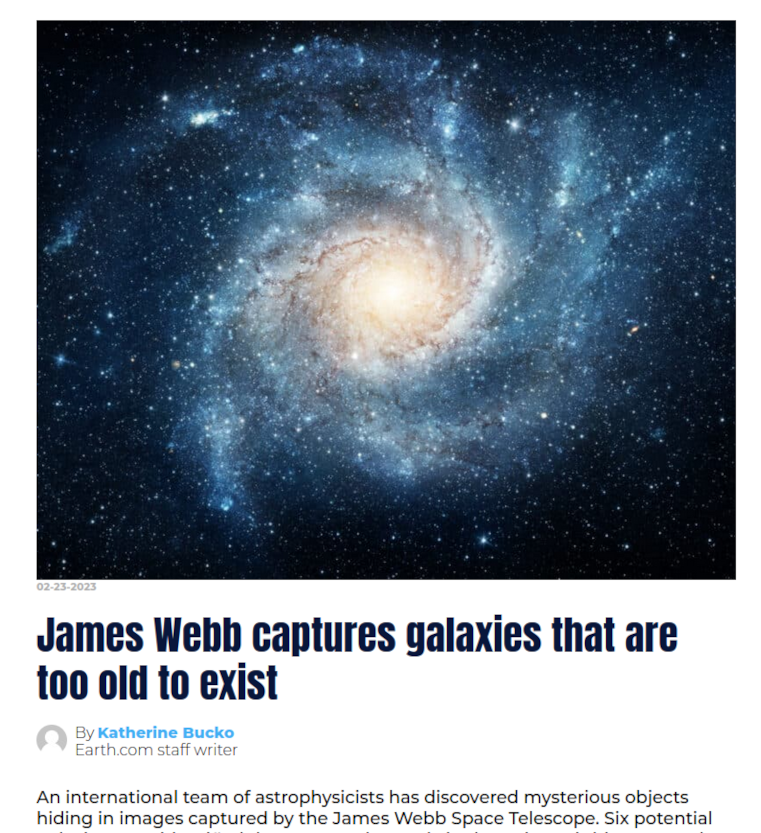 02-23-2023
James Webb captures galaxies that are
too old to exist
By Katherine Bucko
Earth.com staff writer
An international team of astrophysicists has discovered mysterious objects
hiding in images captured by the James Webb Space Telescope. Six potential